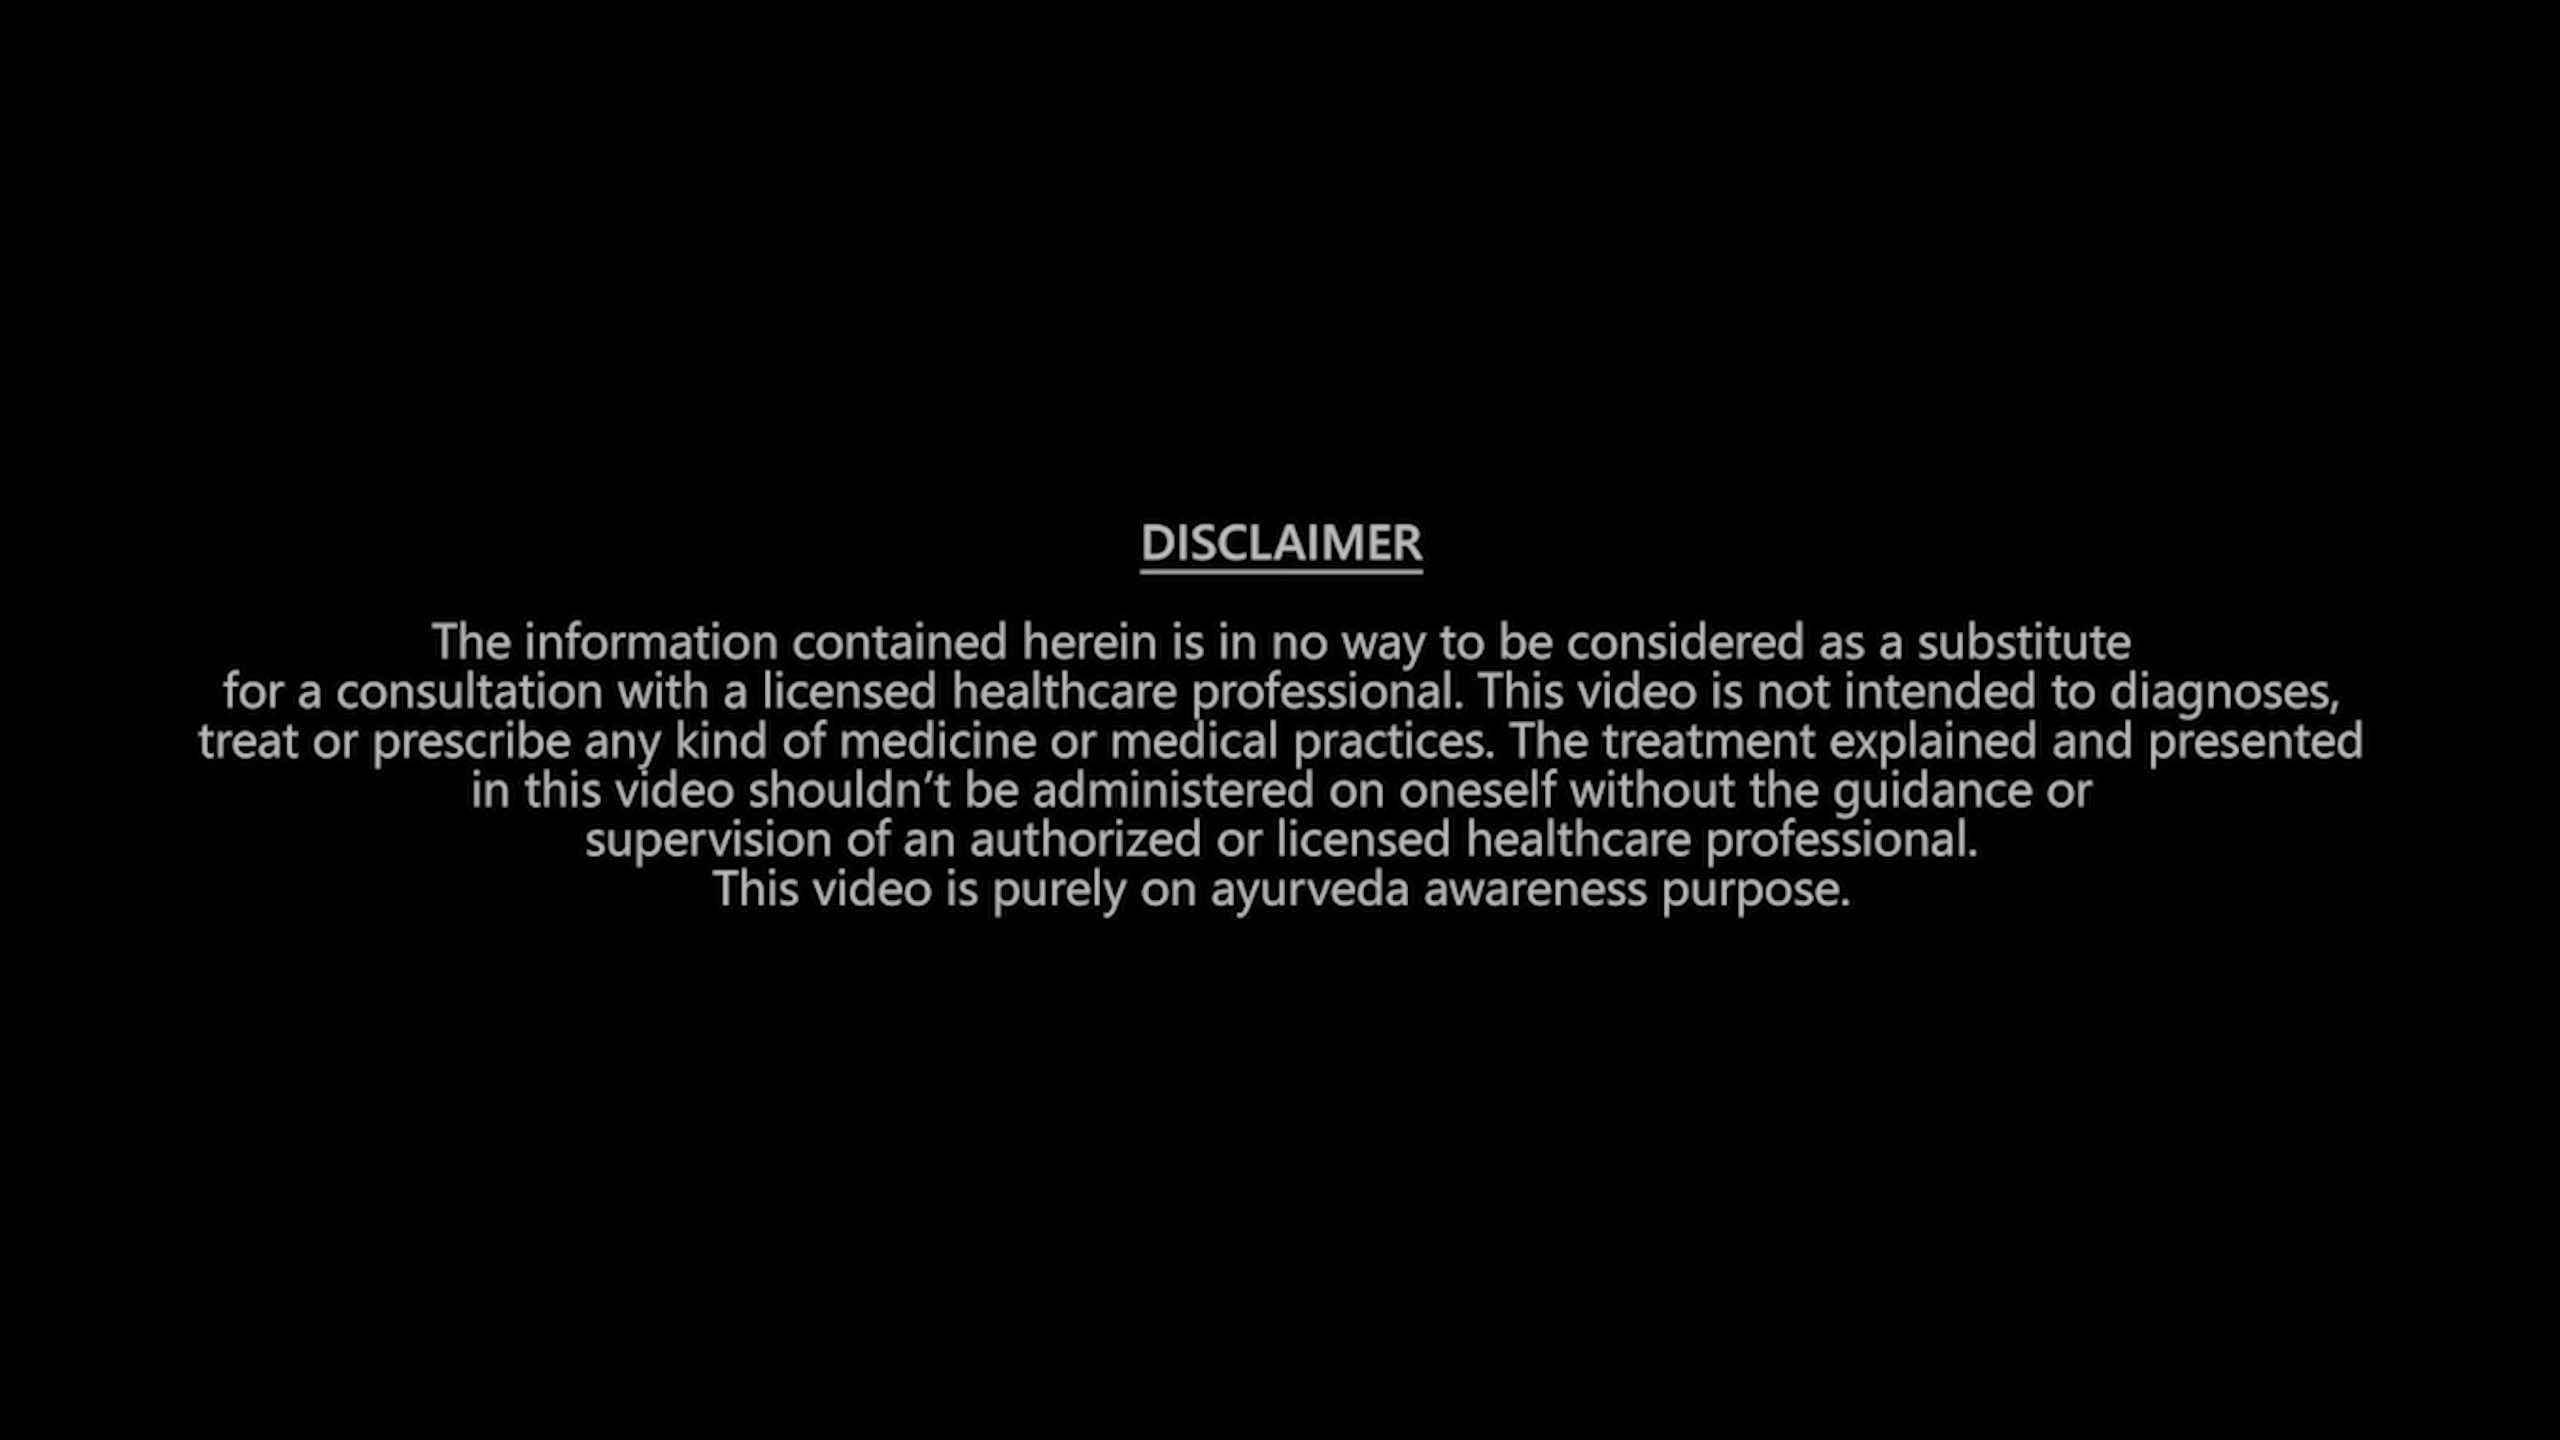 DISCLAIMER
The information contained herein is in no way to be considered as a substitute
for a consultation with a licensed healthcare professional. This video is not intended to diagnoses,
treat or prescribe any kind of medicine or medical practices. The treatment explained and presented
in this video shouldn’t be administered on oneself without the guidance or
supervision of an authorized or licensed healthcare professional.
This video is purely on ayurveda awareness purpose.